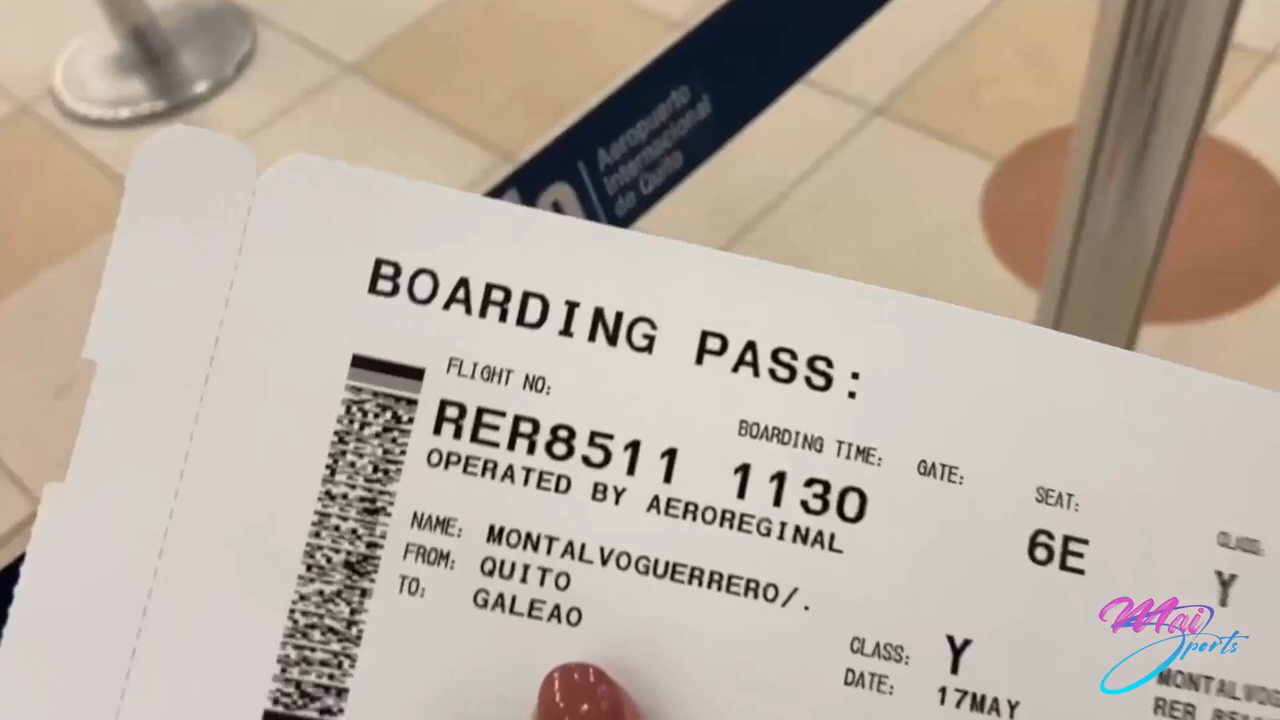 Aeropuerto
Internacional
de Quito
BOARDING PASS:
FLIGHT NO:
BOARDING TIME:
GATE:
SEAT:
CLASS:
RER8511 1130
6E
Y
OPERATED BY AEROREGINAL
NAME: MONTALVOGUERRERO/.
FROM: QUITO
TO: GALEAO
CLASS: Y
DATE: 17MAY
Mai
Sports